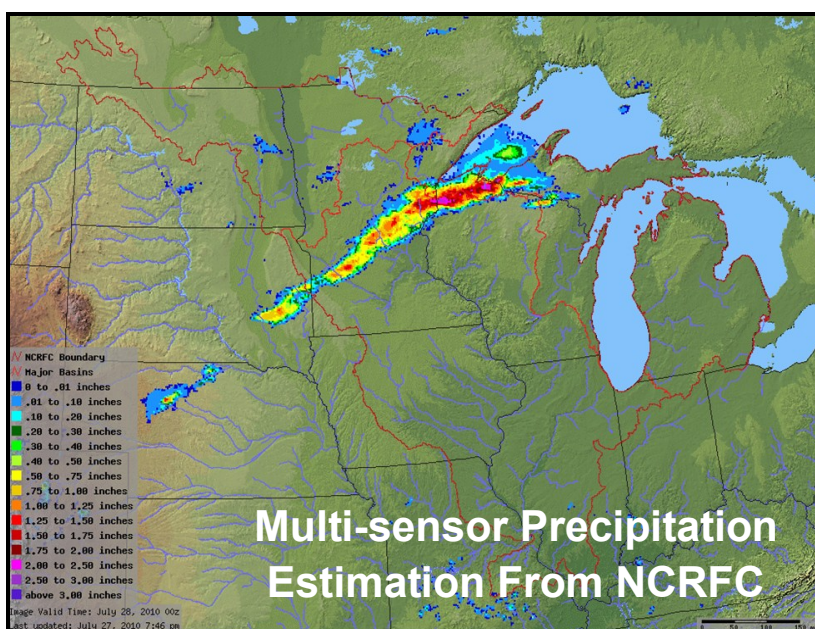 NCRFC Boundary
Major Basins
0 to .01 inches
.01 to .10 inches
.10 to .20 inches
.20 to .30 inches
.30 to .40 inches
.40 to .50 inches
.50 to .75 inches
.75 to 1.00 inches
1.00 to 1.25 inches
1.25 to 1.50 inches
1.50 to 1.75 inches
1.75 to 2.00 inches
2.00 to 2.50 inches
2.50 to 3.00 inches
above 3.00 inches
Multi-sensor Precipitation
Estimation From NCRFC
Image Valid Time: July 28, 2010 00z
Last updated: July 27, 2010 7:46 pm
0 50 100 150